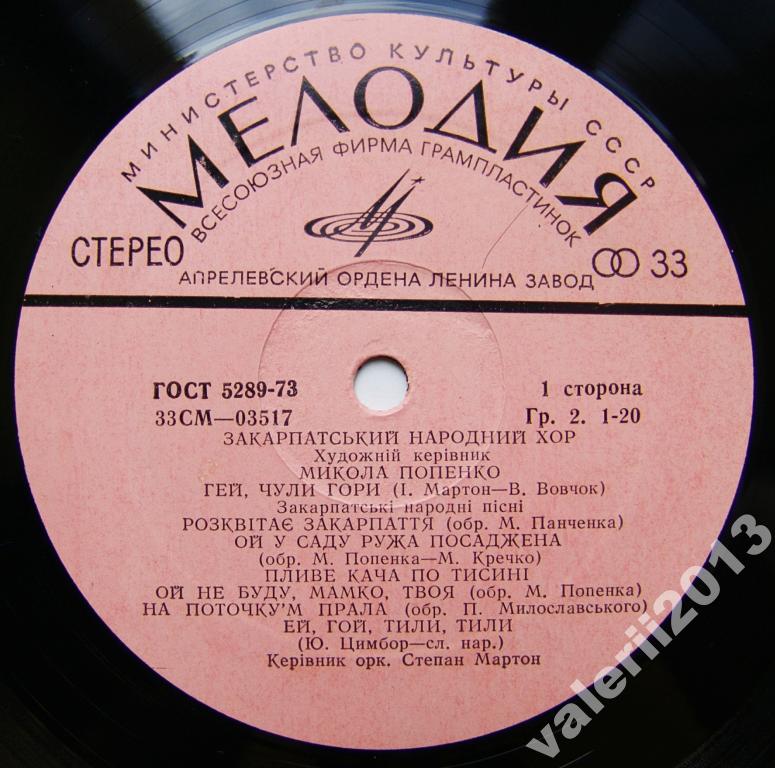 МИНИСТЕРСТВО КУЛЬТУРЫ СССР
МЕЛОДИЯ
ВСЕСОЮЗНАЯ ФИРМА ГРАМПЛАСТИНОК
СТЕРЕО
33
АПРЕЛЕВСКИЙ ОРДЕНА ЛЕНИНА ЗАВОД
ГОСТ 5289-73
1 сторона
33СМ—03517
Гр. 2. 1-20
ЗАКАРПАТСЬКИЙ НАРОДНИЙ ХОР
Художній керівник
МИКОЛА ПОПЕНКО
ГЕЙ, ЧУЛИ ГОРИ (І. Мартон—В. Вовчок)
Закарпатські народні пісні
РОЗКВІТАЄ ЗАКАРПАТТЯ (обр. М. Панченка)
ОЙ У САДУ РУЖА ПОСАДЖЕНА
(обр. М. Попенка—М. Кречко)
ПЛИВЕ КАЧА ПО ТИСИНІ
ОЙ НЕ БУДУ, МАМКО, ТВОЯ (обр. М. Попенка)
НА ПОТОЧКУ'М ПРАЛА (обр. П. Милославського)
ЕЙ, ГОЙ, ТИЛИ, ТИЛИ
(Ю. Цимбор—сл. нар.)
Керівник орк. Степан Мартон
valerii2013